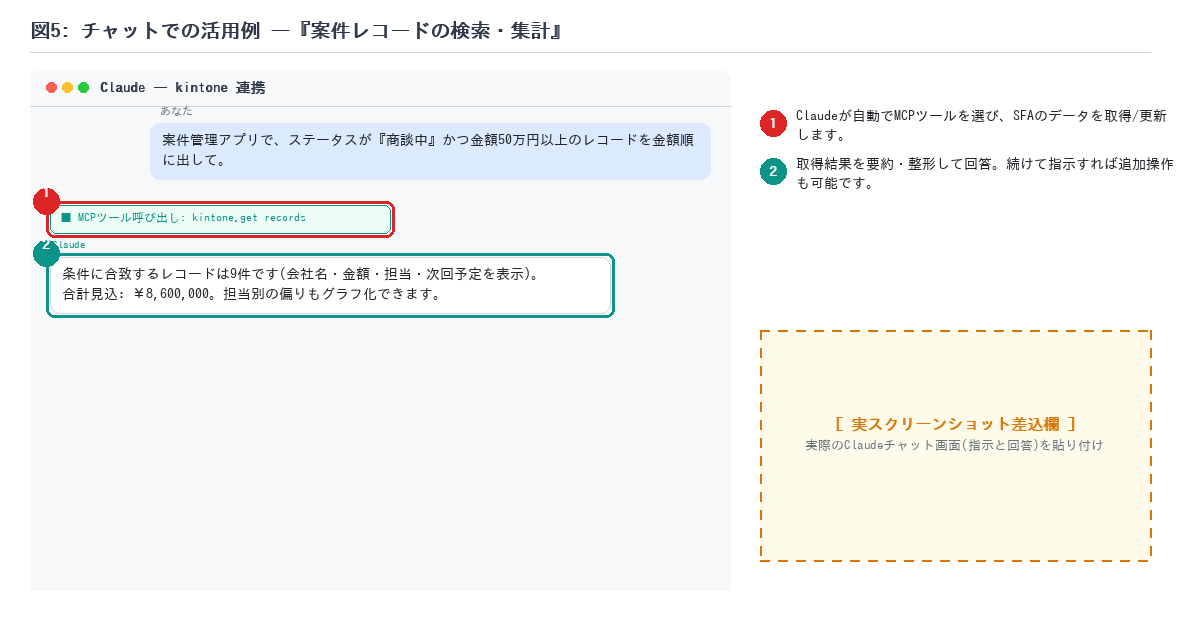 図5: チャットでの活用例 —『案件レコードの検索・集計』
Claude — kintone 連携
あなた
案件管理アプリで、ステータスが『商談中』かつ金額50万円以上のレコードを金額順
に出して。
1
■ MCPツール呼び出し: kintone.get records
2
Claude
条件に合致するレコードは9件です(会社名・金額・担当・次回予定を表示)。
合計見込: ¥8,600,000。担当別の偏りもグラフ化できます。
1
Claudeが自動でMCPツールを選び、SFAのデータを取得/更新
します。
2
取得結果を要約・整形して回答。続けて指示すれば追加操作
も可能です。
[ 実スクリーンショット差込欄 ]
実際のClaudeチャット画面(指示と回答)を貼り付け